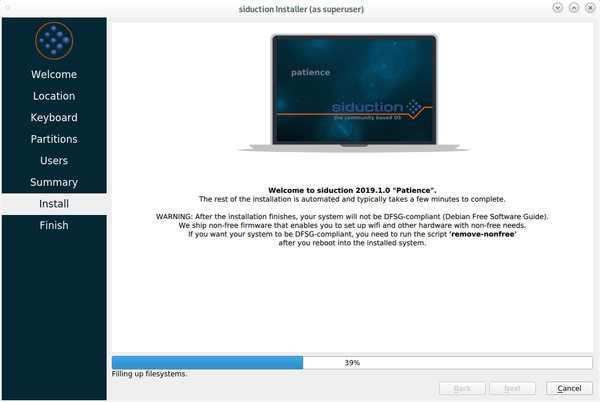 siduction Installer (as superuser)
Welcome
Location
Keyboard
Partitions
Users
Summary
Install
Finish
patience
siduction
the community based OS
Welcome to siduction 2019.1.0 "Patience".
The rest of the installation is automated and typically takes a few minutes to complete.
WARNING: After the installation finishes, your system will not be DFSG-compliant (Debian Free Software Guide).
We ship non-free firmware that enables you to set up wifi and other hardware with non-free needs.
If you want your system to be DFSG-compliant, you need to run the script 'remove-nonfree'
after you reboot into the installed system.
39%
Filling up filesystems.
Back
Next
Cancel